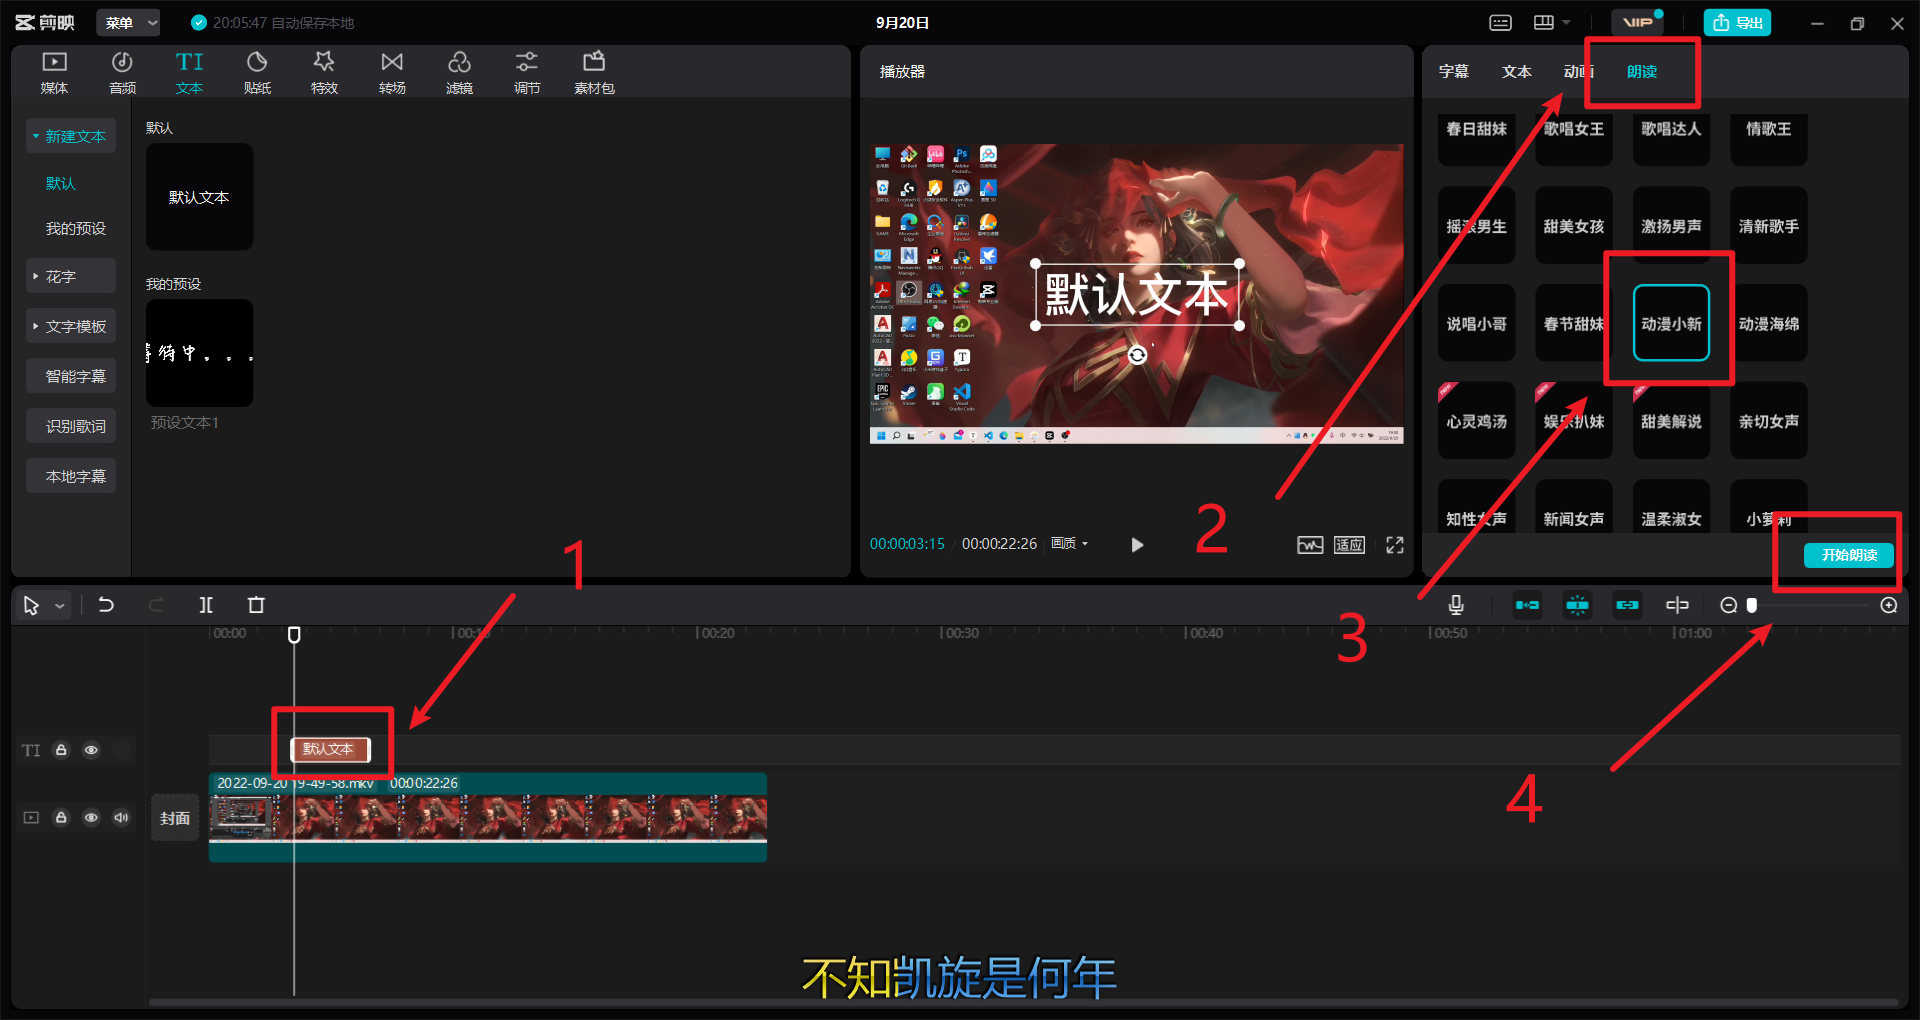 剪映
菜单
20:05:47 自动保存本地
9月20日
VIP
导出
媒体
音频
TI
文本
贴纸
特效
转场
滤镜
调节
素材包
新建文本
默认
我的预设
花字
文字模板
智能字幕
识别歌词
本地字幕
默认
默认文本
我的预设
待中...
预设文本1
播放器
默认文本
00:00:03:15 / 00:00:22:26
画质
适应
字幕
文本
动画
朗读
春日甜妹
歌唱女王
歌唱达人
情歌王
摇滚男生
甜美女孩
激扬男声
清新歌手
说唱小哥
春节甜妹
动漫小新
动漫海绵
心灵鸡汤
娱乐扒妹
甜美解说
亲切女声
知性女声
新闻女声
温柔淑女
小萝莉
开始朗读
1
2
3
4
00:00
00:10
00:20
00:30
00:40
00:50
01:00
TI
默认文本
2022-09-20 19-49-58.mkv
00:00:22:26
封面
不知凯旋是何年